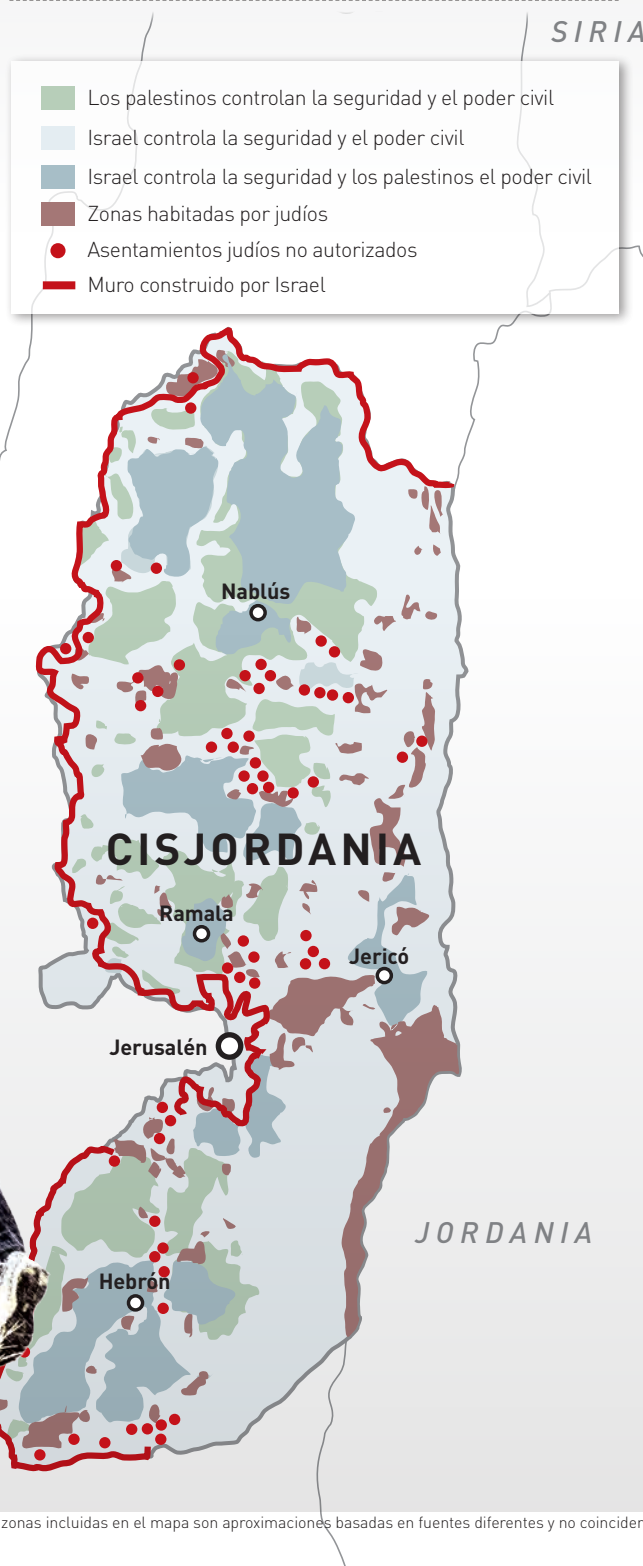 SIRIA
Los palestinos controlan la seguridad y el poder civil
Israel controla la seguridad y el poder civil
Israel controla la seguridad y los palestinos el poder civil
Zonas habitadas por judíos
Asentamientos judíos no autorizados
Muro construido por Israel
Nablús
CISJORDANIA
Ramala
Jericó
Jerusalén
JORDANIA
Hebrón
zonas incluidas en el mapa son aproximaciones basadas en fuentes diferentes y no